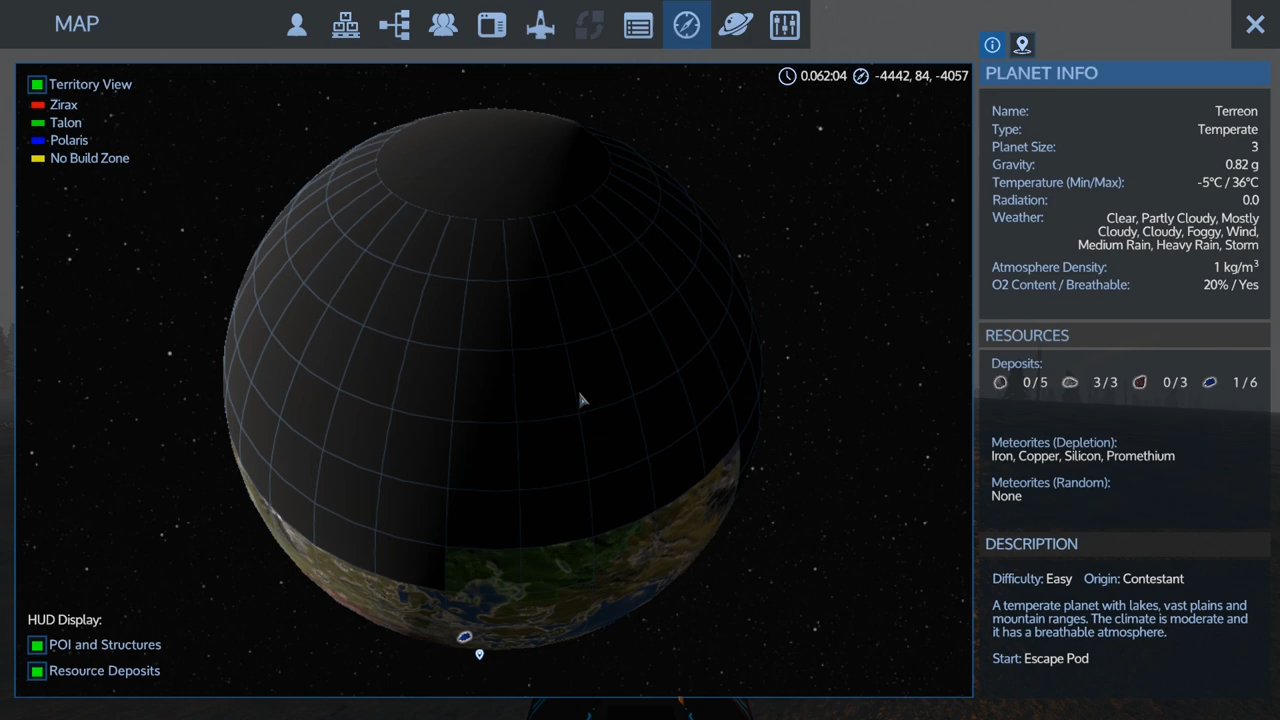 MAP
Territory View
Zirax
Talon
Polaris
No Build Zone
0.062:04 -4442, 84, -4057
HUD Display:
POI and Structures
Resource Deposits
PLANET INFO
Name: Terreon
Type: Temperate
Planet Size: 3
Gravity: 0.82 g
Temperature (Min/Max): -5°C / 36°C
Radiation: 0.0
Weather: Clear, Partly Cloudy, Mostly
Cloudy, Cloudy, Foggy, Wind,
Medium Rain, Heavy Rain, Storm
Atmosphere Density: 1 kg/m³
O2 Content / Breathable: 20% / Yes
RESOURCES
Deposits:
0/5 3/3 0/3 1/6
Meteorites (Depletion):
Iron, Copper, Silicon, Promethium
Meteorites (Random):
None
DESCRIPTION
Difficulty: Easy Origin: Contestant
A temperate planet with lakes, vast plains and
mountain ranges. The climate is moderate and
it has a breathable atmosphere.
Start: Escape Pod